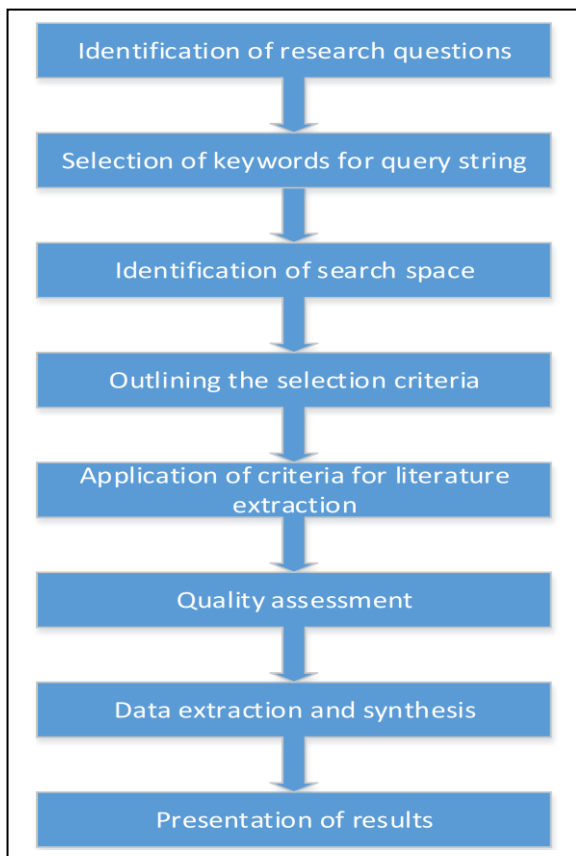 Identification of research questions
Selection of keywords for query string
Identification of search space
Outlining the selection criteria
Application of criteria for literature
extraction
Quality assessment
Data extraction and synthesis
Presentation of results